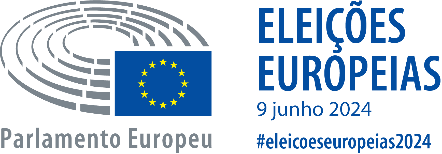 Parlamento Europeu
ELEIÇÕES
EUROPEIAS
9 junho 2024
#eleicoeseuropeias2024